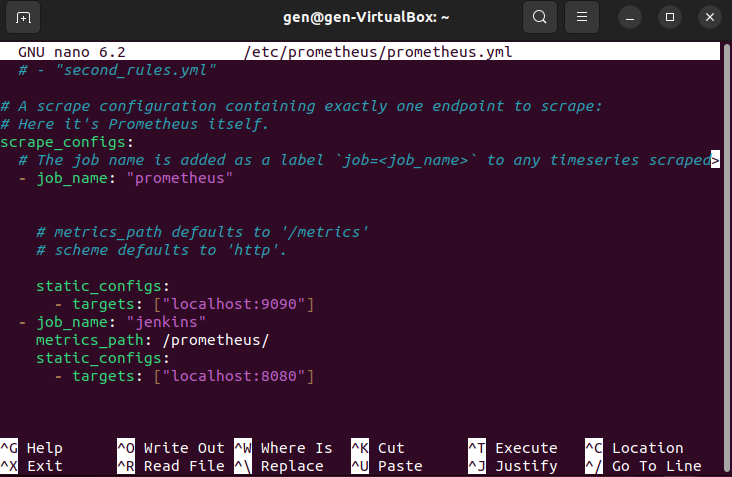 gen@gen-VirtualBox: ~
GNU nano 6.2 /etc/prometheus/prometheus.yml
# - "second_rules.yml"
# A scrape configuration containing exactly one endpoint to scrape:
# Here it's Prometheus itself.
scrape_configs:
# The job name is added as a label `job=<job_name>` to any timeseries scraped>
- job_name: "prometheus"
# metrics_path defaults to '/metrics'
# scheme defaults to 'http'.
static_configs:
- targets: ["localhost:9090"]
- job_name: "jenkins"
metrics_path: /prometheus/
static_configs:
- targets: ["localhost:8080"]
^G Help ^O Write Out ^W Where Is ^K Cut ^T Execute ^C Location
^X Exit ^R Read File ^\ Replace ^U Paste ^J Justify ^/ Go To Line